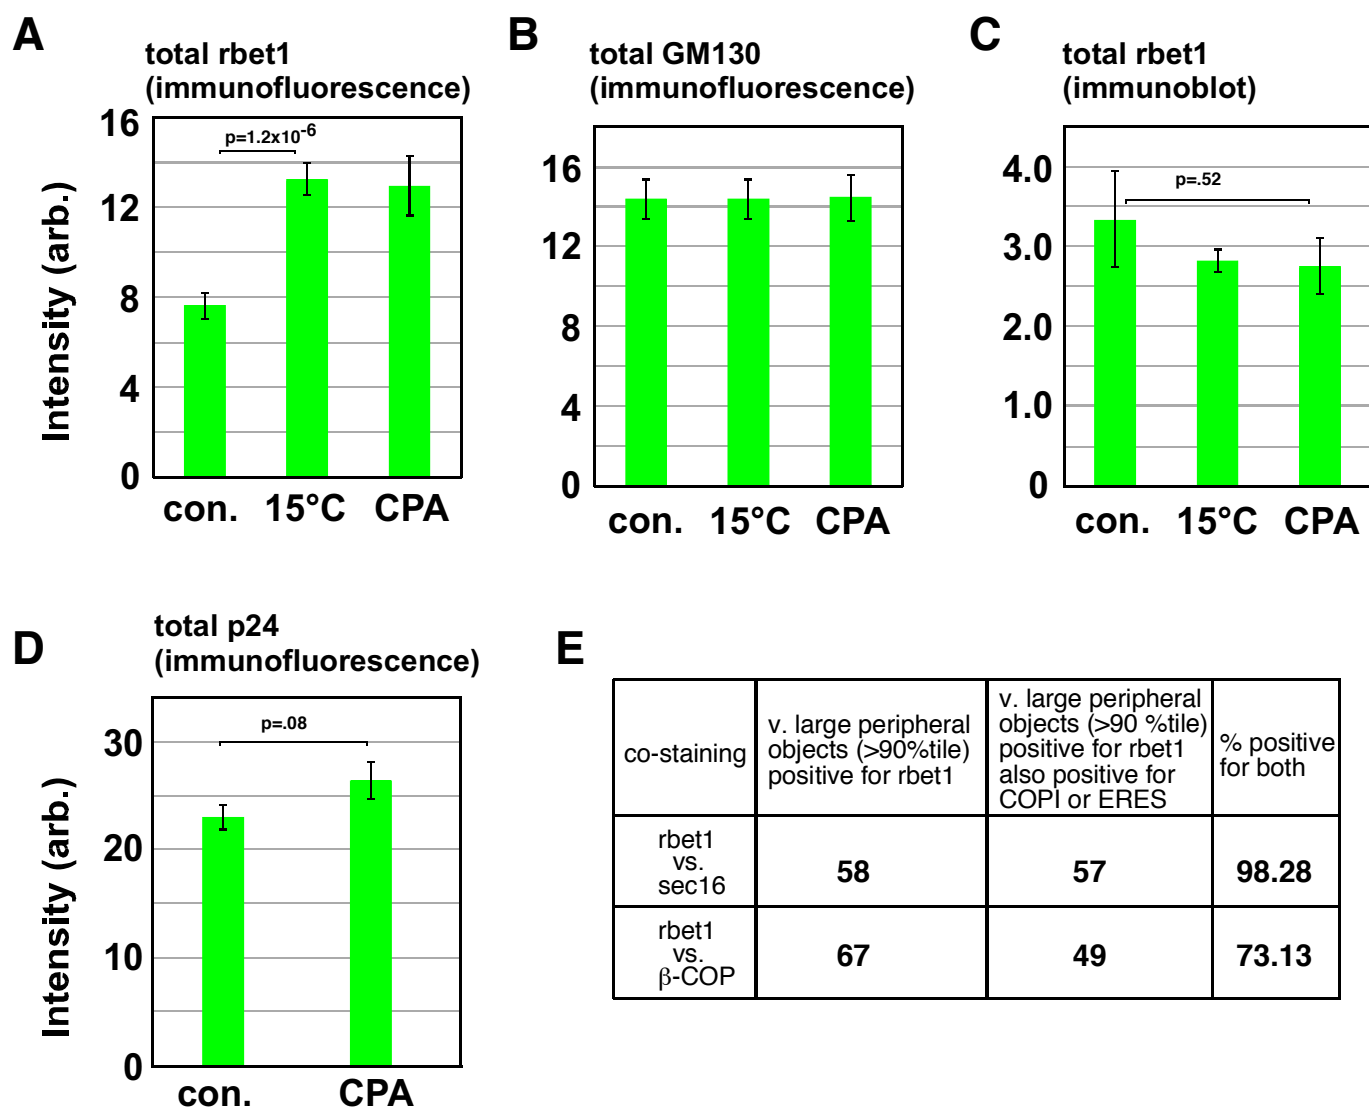 A
total rbet1
(immunofluorescence)
Intensity (arb.)
16
12
8
4
0
p=1.2x10-6
con. 15°C CPA
B
total GM130
(immunofluorescence)
16
12
8
4
0
con. 15°C CPA
C
total rbet1
(immunoblot)
4.0
3.0
2.0
1.0
0
p=.52
con. 15°C CPA
D
total p24
(immunofluorescence)
Intensity (arb.)
30
20
10
0
p=.08
con. CPA
E
co-staining
v. large peripheral
objects (>90%tile)
positive for rbet1
v. large peripheral
objects (>90 %tile)
positive for rbet1
also positive for
COPI or ERES
% positive
for both
rbet1
vs.
sec16
58
57
98.28
rbet1
vs.
β-COP
67
49
73.13